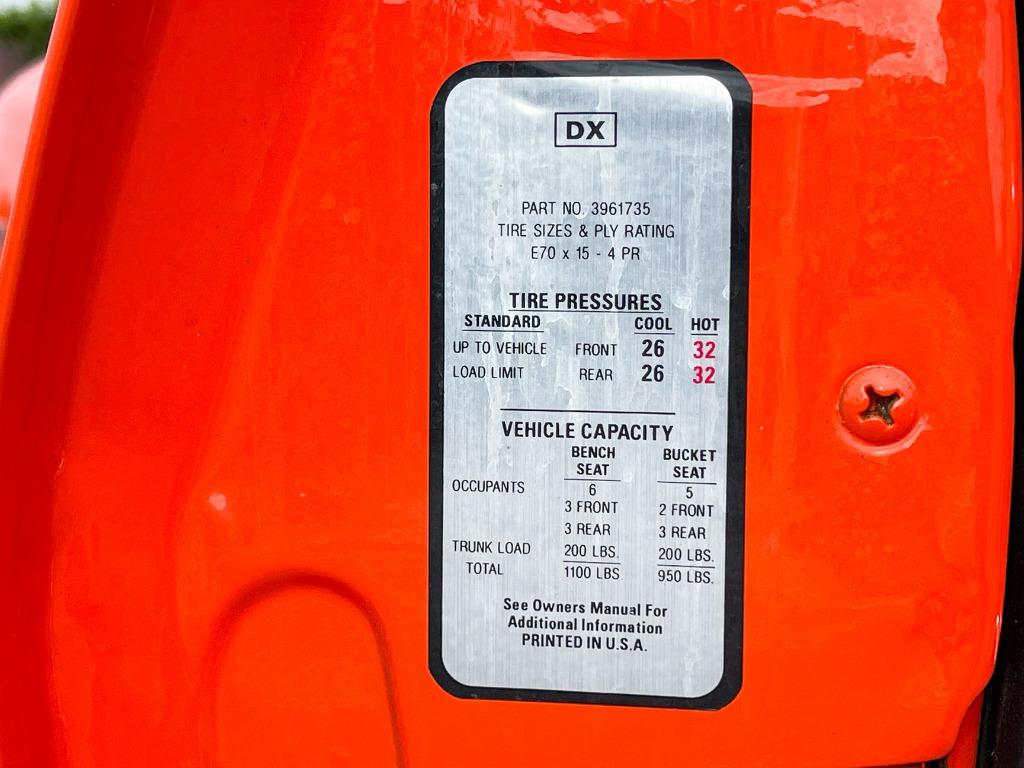 DX
PART NO. 3961735
TIRE SIZES & PLY RATING
E70 x 15 - 4 PR
TIRE PRESSURES
STANDARD COOL HOT
UP TO VEHICLE FRONT 26 32
LOAD LIMIT REAR 26 32
VEHICLE CAPACITY
BENCH SEAT BUCKET SEAT
OCCUPANTS 6 5
3 FRONT 2 FRONT
3 REAR 3 REAR
TRUNK LOAD 200 LBS. 200 LBS.
TOTAL 1100 LBS 950 LBS.
See Owners Manual For
Additional Information
PRINTED IN U.S.A.